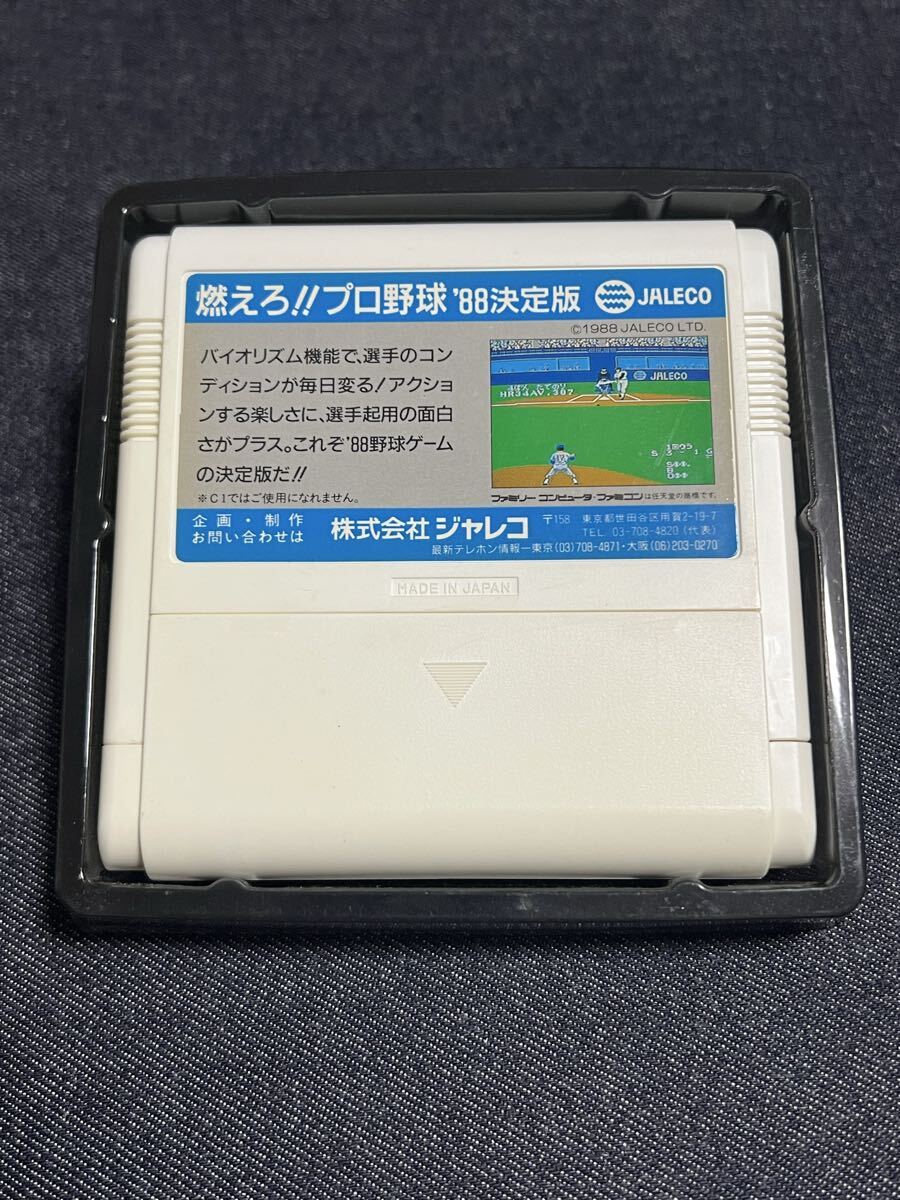 燃えろ!!プロ野球'88決定版 JALECO
©1988 JALECO LTD.
バイオリズム機能で、選手のコン
ディションが毎日変る!アクショ
ンする楽しさに、選手起用の面白
さがプラス。これぞ'88野球ゲーム
の決定版だ!!
※C1ではご使用になれません。
JALECO
HR34AV.387
ファミリー コンピュータ・ファミコンは任天堂の商標です。
企画・制作
お問い合わせは
株式会社 ジャレコ
〒158 東京都世田谷区用賀2-19-7
TEL 03-708-4820 (代表)
最新テレホン情報—東京(03)708-4871・大阪(06)203-0270
MADE IN JAPAN